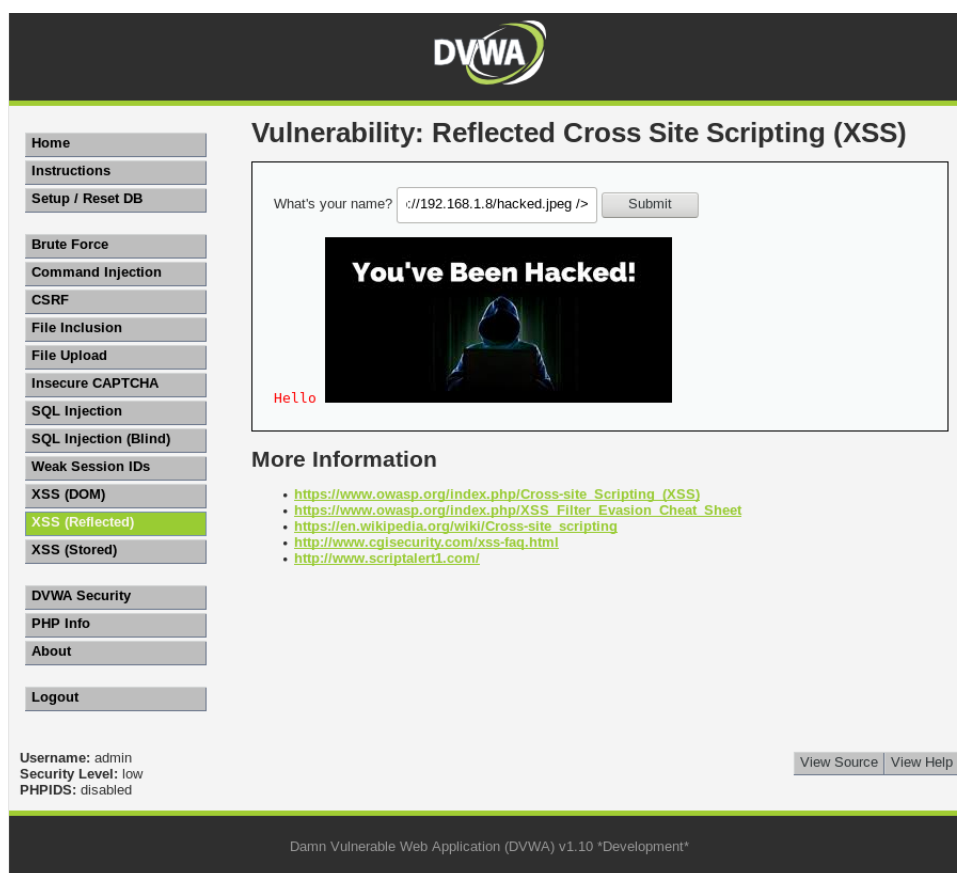 DVWA
Vulnerability: Reflected Cross Site Scripting (XSS)
Home
Instructions
Setup / Reset DB
Brute Force
Command Injection
CSRF
File Inclusion
File Upload
Insecure CAPTCHA
SQL Injection
SQL Injection (Blind)
Weak Session IDs
XSS (DOM)
XSS (Reflected)
XSS (Stored)
DVWA Security
PHP Info
About
Logout
What's your name? ://192.168.1.8/hacked.jpeg /> Submit
You've Been Hacked!
Hello
More Information
• https://www.owasp.org/index.php/Cross-site_Scripting_(XSS)
• https://www.owasp.org/index.php/XSS_Filter_Evasion_Cheat_Sheet
• https://en.wikipedia.org/wiki/Cross-site_scripting
• http://www.cgisecurity.com/xss-faq.html
• http://www.scriptalert1.com/
Username: admin
Security Level: low
PHPIDS: disabled
View Source View Help
Damn Vulnerable Web Application (DVWA) v1.10 *Development*